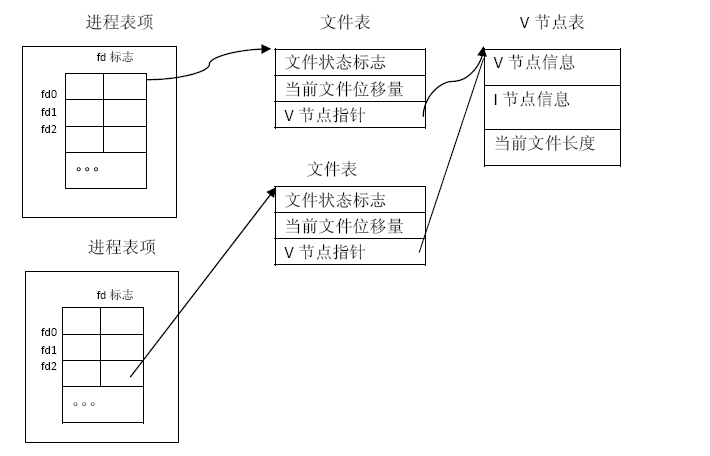 进程表项
fd 标志
fd0
fd1
fd2
。。。
文件表
文件状态标志
当前文件位移量
V 节点指针
V 节点表
V 节点信息
I 节点信息
当前文件长度
文件表
文件状态标志
当前文件位移量
V 节点指针
进程表项
fd 标志
fd0
fd1
fd2
。。。